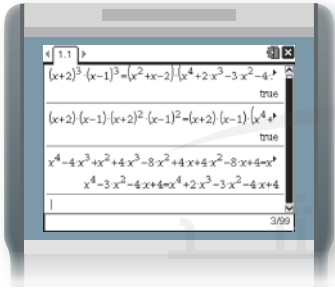 1.1
(x+2)³·(x-1)³=(x²+x-2)·(x⁴+2·x³-3·x²-4·
true
(x+2)·(x-1)·(x+2)²·(x-1)²=(x+2)·(x-1)·(x⁴+
true
x⁴-4·x³+x²+4·x³-8·x²+4·x+4·x²-8·x+4=x
x⁴-3·x²-4·x+4=x⁴+2·x³-3·x²-4·x+4
3/99